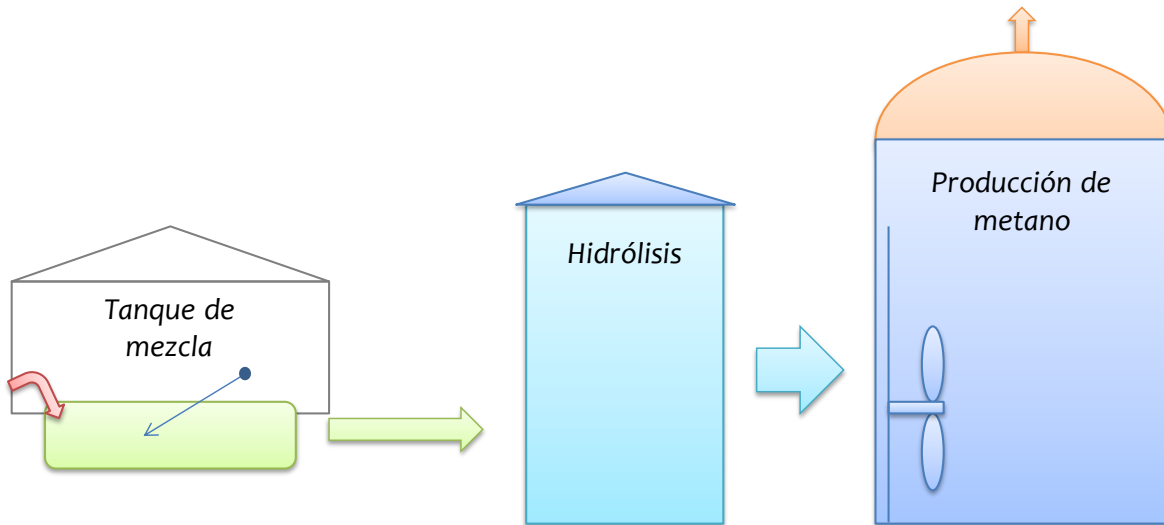 Tanque de
mezcla
Hidrólisis
Producción de
metano